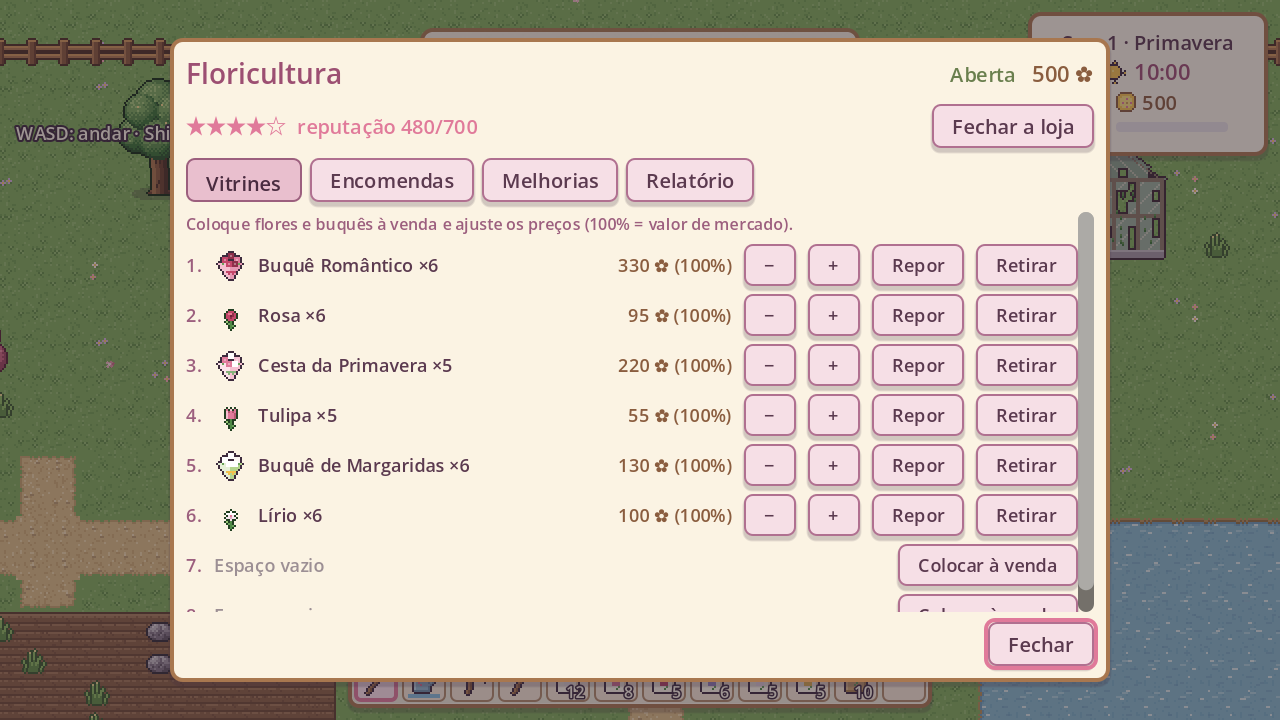 1 · Primavera
10:00
500
WASD: andar · Shi
Floricultura
Aberta 500
★★★★☆ reputação 480/700
Fechar a loja
Vitrines Encomendas Melhorias Relatório
Coloque flores e buquês à venda e ajuste os preços (100% = valor de mercado).
1. Buquê Romântico ×6 330 ✿ (100%) − + Repor Retirar
2. Rosa ×6 95 ✿ (100%) − + Repor Retirar
3. Cesta da Primavera ×5 220 ✿ (100%) − + Repor Retirar
4. Tulipa ×5 55 ✿ (100%) − + Repor Retirar
5. Buquê de Margaridas ×6 130 ✿ (100%) − + Repor Retirar
6. Lírio ×6 100 ✿ (100%) − + Repor Retirar
7. Espaço vazio Colocar à venda
Fechar
12 8 5 6 5 5 10